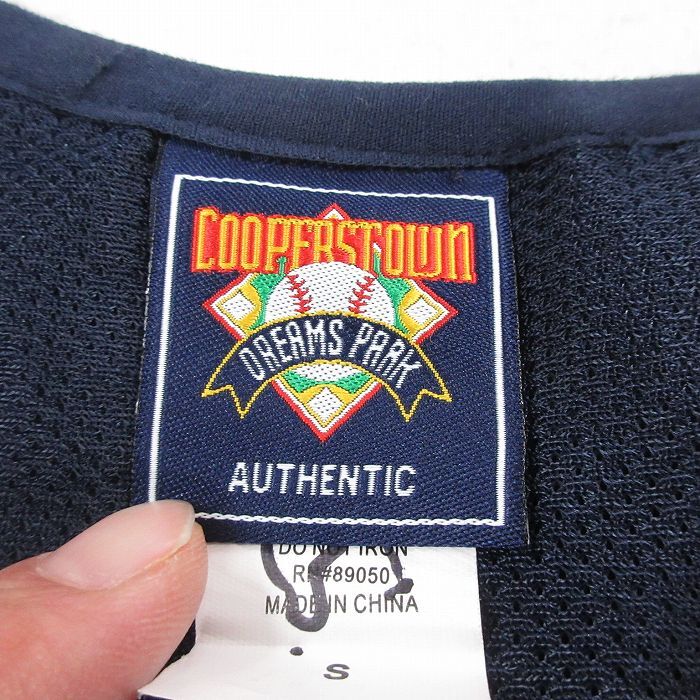 COOPERSTOWN
DREAMS PARK
AUTHENTIC
DO NOT IRON
RN#89050
MADE IN CHINA
S